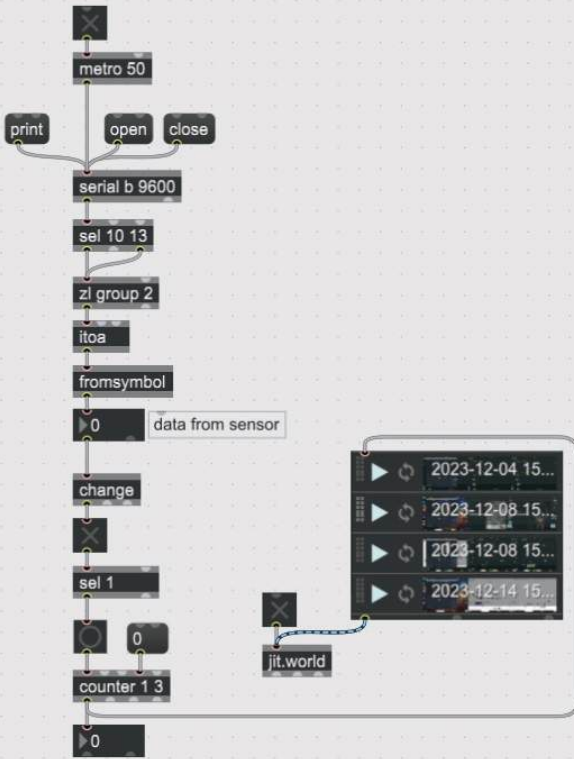 metro 50
print
open
close
serial b 9600
sel 10 13
zl group 2
itoa
fromsymbol
0
data from sensor
change
sel 1
0
counter 1 3
0
2023-12-04 15...
2023-12-08 15...
2023-12-08 15...
2023-12-14 15...
jit.world